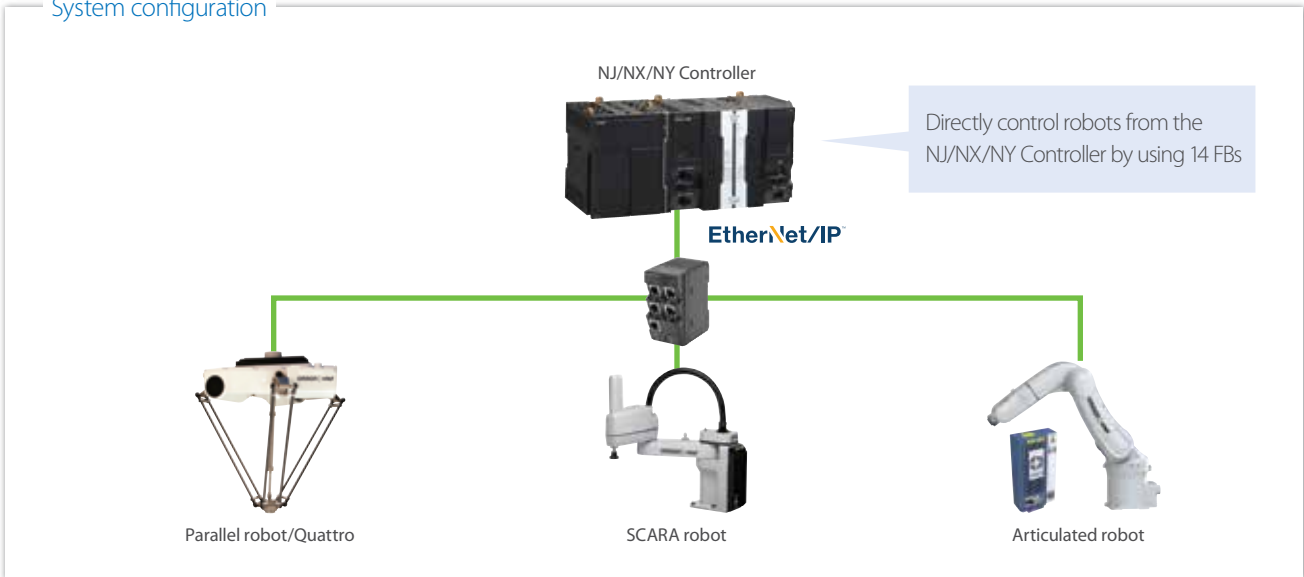 System configuration
NJ/NX/NY Controller
Directly control robots from the
NJ/NX/NY Controller by using 14 FBs
EtherNet/IP™
Parallel robot/Quattro
SCARA robot
Articulated robot